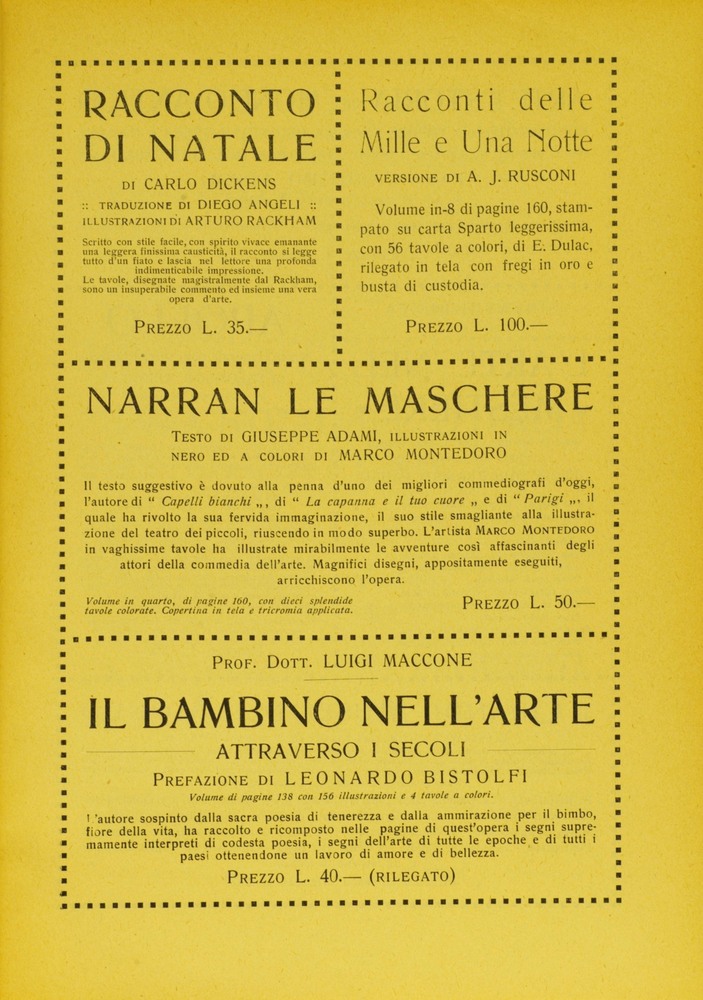 RACCONTO
DI NATALE
DI CARLO DICKENS
:: TRADUZIONE DI DIEGO ANGELI ::
ILLUSTRAZIONI DI ARTURO RACKHAM
Scritto con stile facile, con spirito vivace emanante
una leggera finissima causticità, il racconto si legge
tutto d'un fiato e lascia nel lettore una profonda
indimenticabile impressione.
Le tavole, disegnate magistralmente dal Rackham,
sono un insuperabile commento ed insieme una vera
opera d'arte.
PREZZO L. 35.—
Racconti delle
Mille e Una Notte
VERSIONE DI A. J. RUSCONI
Volume in-8 di pagine 160, stam-
pato su carta Sparto leggerissima,
con 56 tavole a colori, di E. Dulac,
rilegato in tela con fregi in oro e
busta di custodia.
PREZZO L. 100.—
NARRAN LE MASCHERE
TESTO DI GIUSEPPE ADAMI, ILLUSTRAZIONI IN
NERO ED A COLORI DI MARCO MONTEDORO
Il testo suggestivo è dovuto alla penna d'uno dei migliori commediografi d'oggi,
l'autore di “ Capelli bianchi „, di “ La capanna e il tuo cuore „ e di “ Parigi „, il
quale ha rivolto la sua fervida immaginazione, il suo stile smagliante alla illustra-
zione del teatro dei piccoli, riuscendo in modo superbo. L'artista MARCO MONTEDORO
in vaghissime tavole ha illustrate mirabilmente le avventure così affascinanti degli
attori della commedia dell'arte. Magnifici disegni, appositamente eseguiti,
arricchiscono l'opera.
Volume in quarto, di pagine 160, con dieci splendide
tavole colorate. Copertina in tela e tricromia applicata.
PREZZO L. 50.—
PROF. DOTT. LUIGI MACCONE
IL BAMBINO NELL'ARTE
ATTRAVERSO I SECOLI
PREFAZIONE DI LEONARDO BISTOLFI
Volume di pagine 138 con 156 illustrazioni e 4 tavole a colori.
L'autore sospinto dalla sacra poesia di tenerezza e dalla ammirazione per il bimbo,
fiore della vita, ha raccolto e ricomposto nelle pagine di quest'opera i segni supre-
mamente interpreti di codesta poesia, i segni dell'arte di tutte le epoche e di tutti i
paesi ottenendone un lavoro di amore e di bellezza.
PREZZO L. 40.— (RILEGATO)